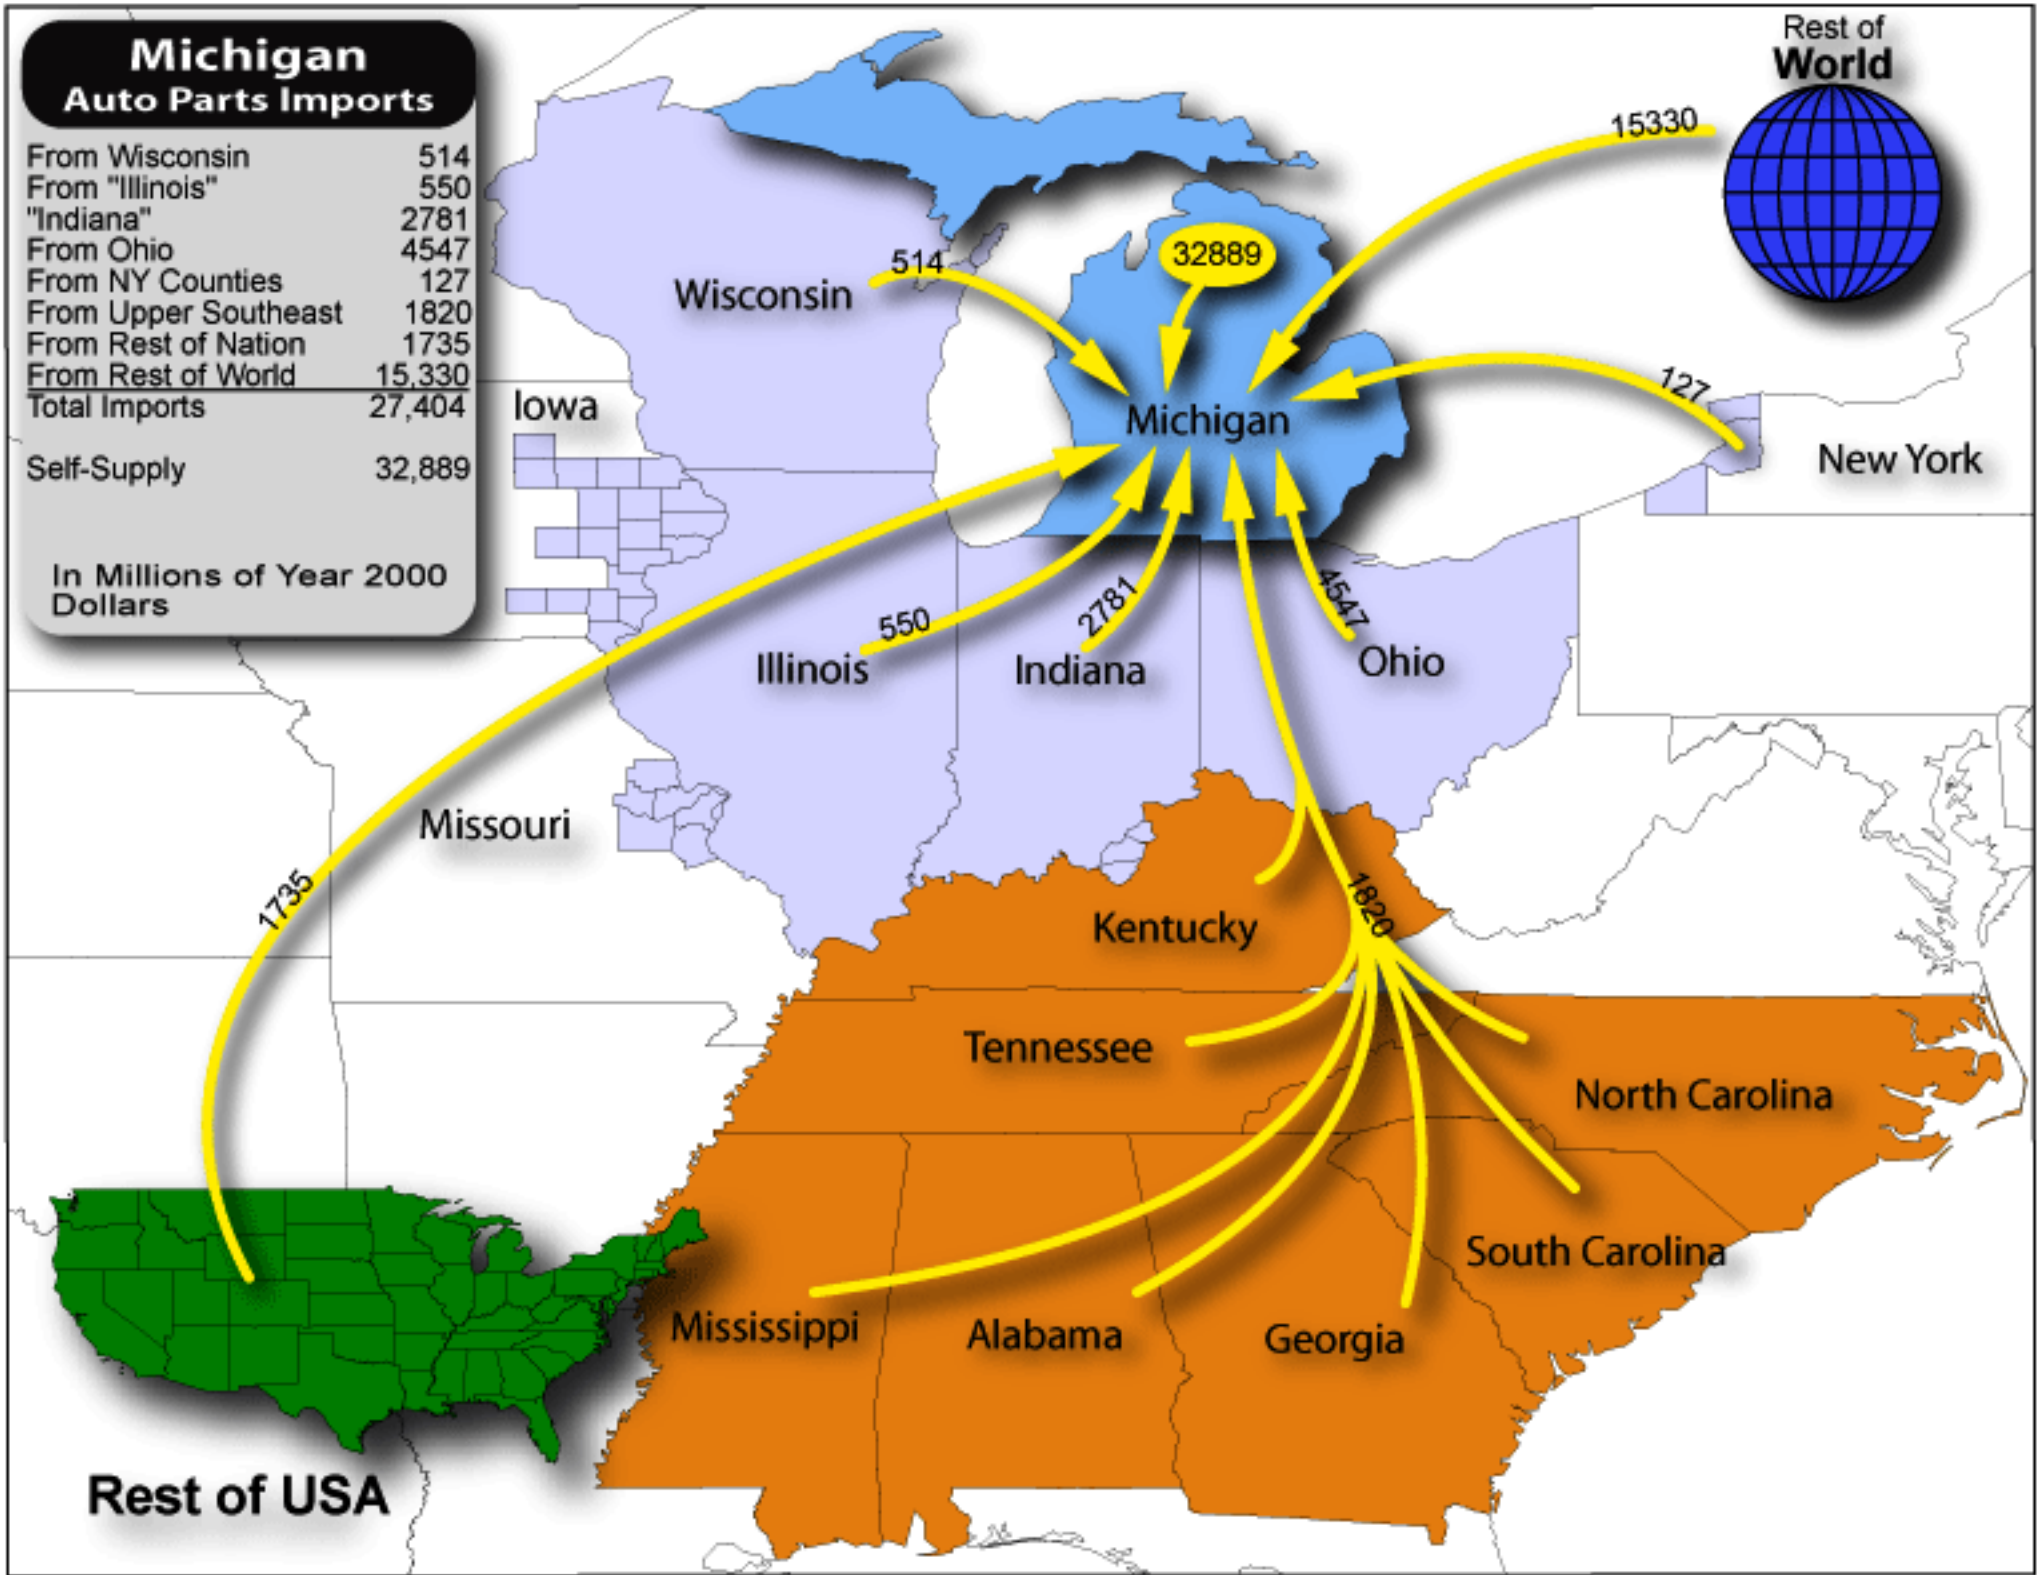 Michigan
Auto Parts Imports
From Wisconsin 514
From "Illinois" 550
"Indiana" 2781
From Ohio 4547
From NY Counties 127
From Upper Southeast 1820
From Rest of Nation 1735
From Rest of World 15,330
Total Imports 27,404
Self-Supply 32,889
In Millions of Year 2000
Dollars
Rest of
World
15330
32889
514
Wisconsin
127
Iowa
Michigan
New York
4547
2781
550
Illinois
Indiana
Ohio
Missouri
1735
1820
Kentucky
Tennessee
North Carolina
South Carolina
Mississippi
Alabama
Georgia
Rest of USA